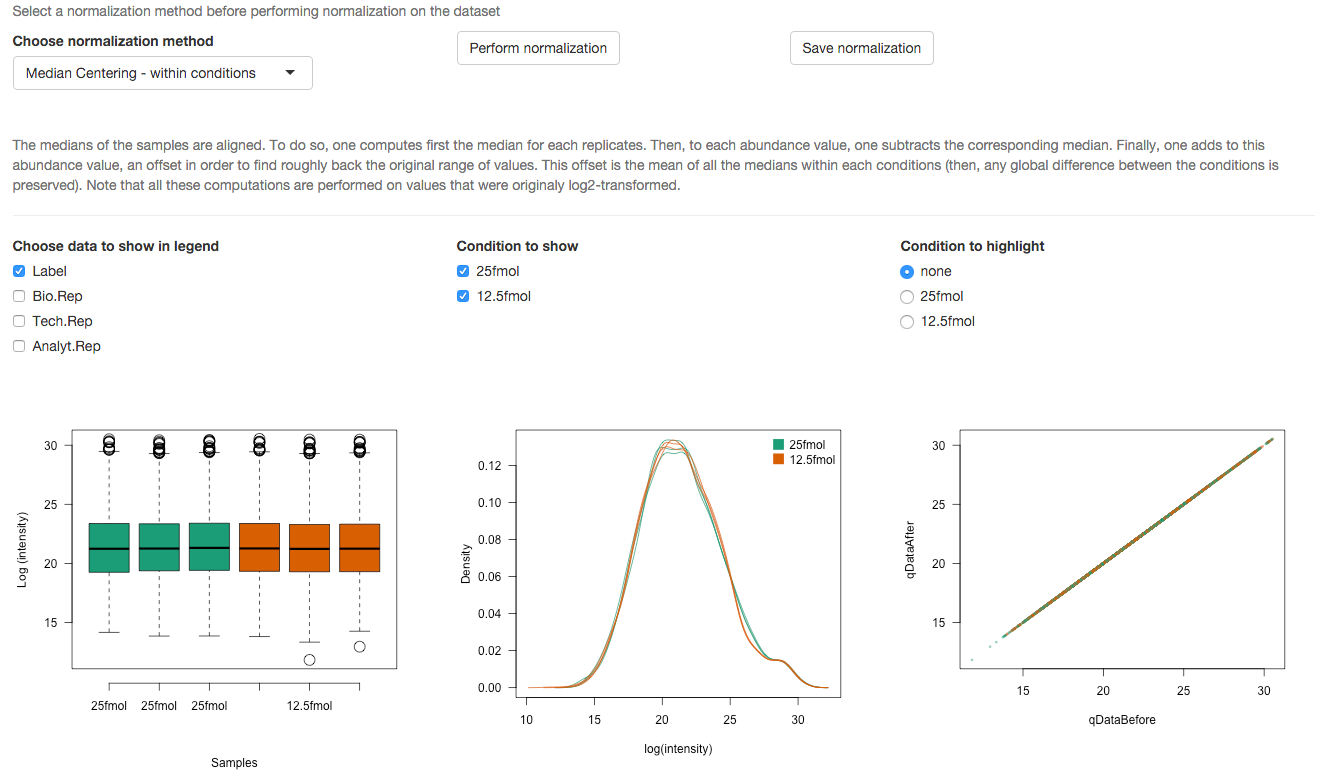 Select a normalization method before performing normalization on the dataset
Choose normalization method
Median Centering - within conditions
Perform normalization
Save normalization
The medians of the samples are aligned. To do so, one computes first the median for each replicates. Then, to each abundance value, one subtracts the corresponding median. Finally, one adds to this
abundance value, an offset in order to find roughly back the original range of values. This offset is the mean of all the medians within each conditions (then, any global difference between the conditions is
preserved). Note that all these computations are performed on values that were originaly log2-transformed.
Choose data to show in legend
Label
Bio.Rep
Tech.Rep
Analyt.Rep
Condition to show
25fmol
12.5fmol
Condition to highlight
none
25fmol
12.5fmol
Log (intensity)
30
25
20
15
25fmol 25fmol 25fmol 12.5fmol
Samples
Density
0.12
0.10
0.08
0.06
0.04
0.02
0.00
25fmol
12.5fmol
10 15 20 25 30
log(intensity)
qDataAfter
30
25
20
15
15 20 25 30
qDataBefore